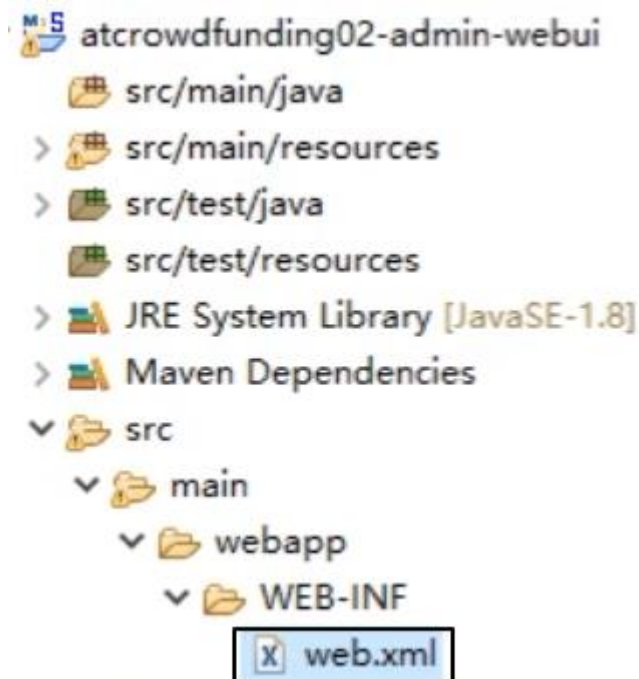 atcrowdfunding02-admin-webui
src/main/java
src/main/resources
src/test/java
src/test/resources
JRE System Library [JavaSE-1.8]
Maven Dependencies
src
main
webapp
WEB-INF
web.xml